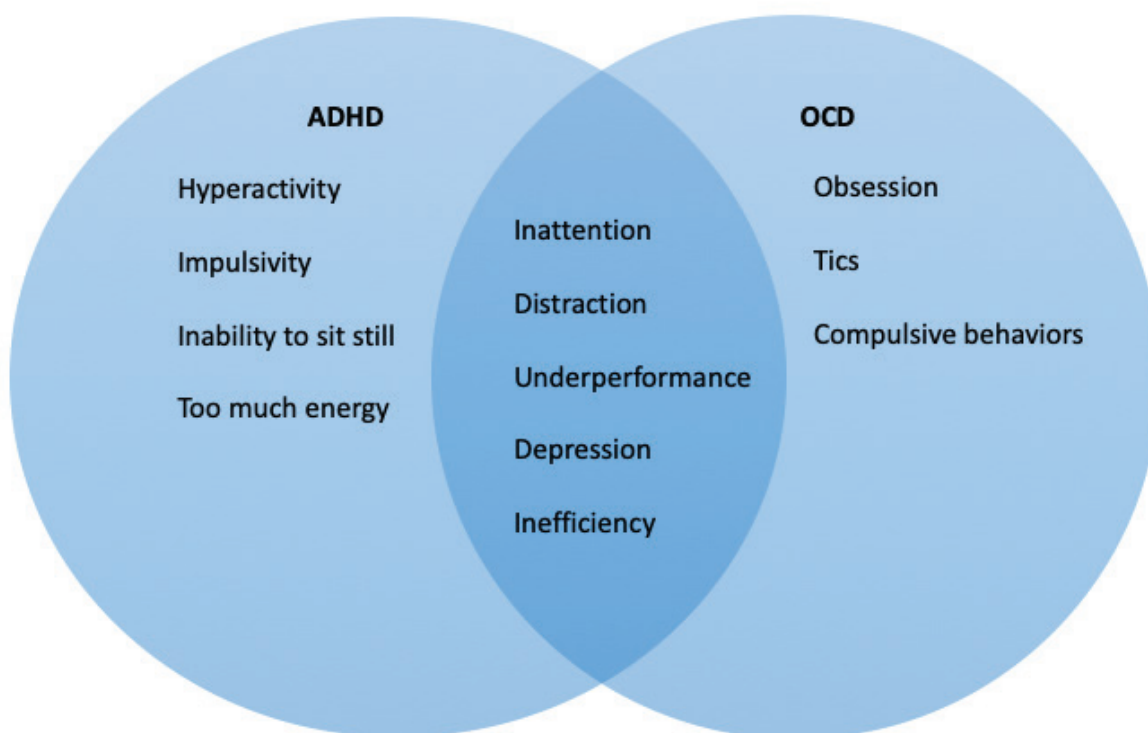 ADHD
Hyperactivity
Impulsivity
Inability to sit still
Too much energy
Inattention
Distraction
Underperformance
Depression
Inefficiency
OCD
Obsession
Tics
Compulsive behaviors